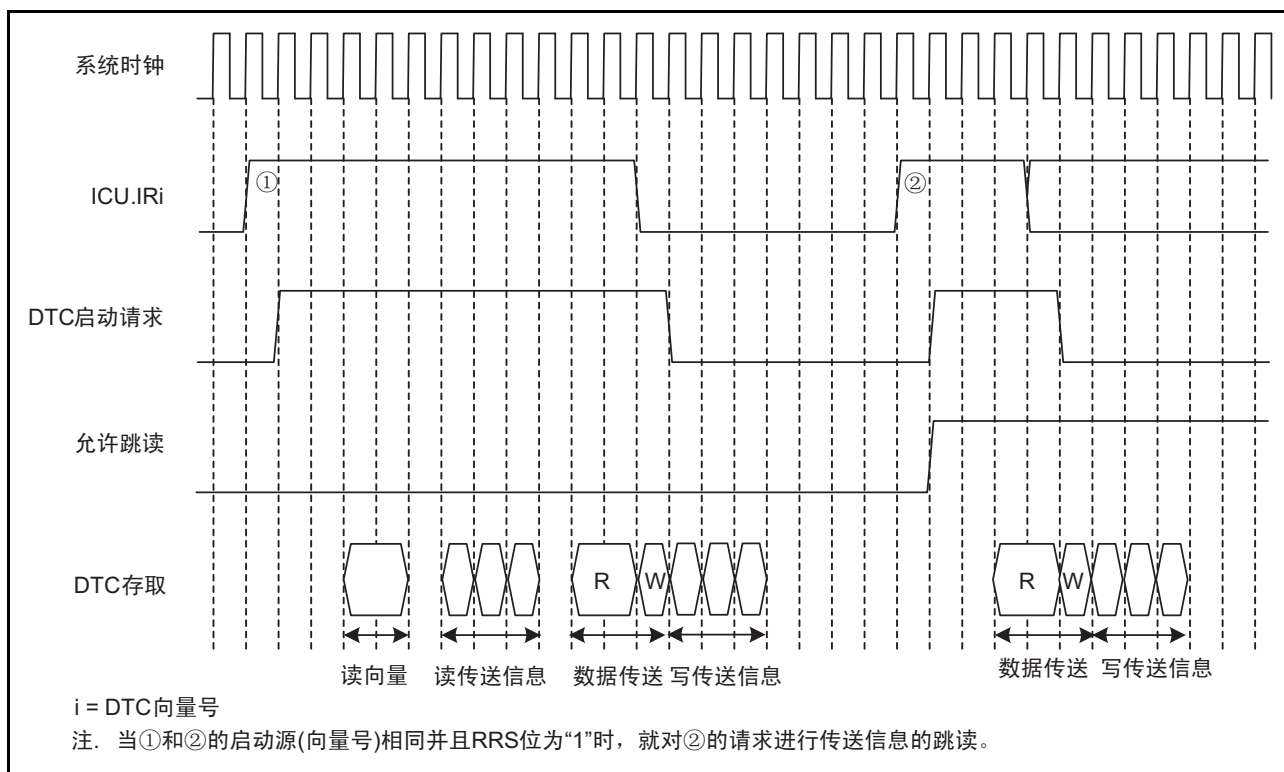 系统时钟
ICU.IRi
①
②
DTC启动请求
允许跳读
DTC存取
R
W
R
W
读向量
读传送信息
数据传送
写传送信息
数据传送
写传送信息
i = DTC向量号
注. 当①和②的启动源(向量号)相同并且RRS位为“1”时，就对②的请求进行传送信息的跳读。